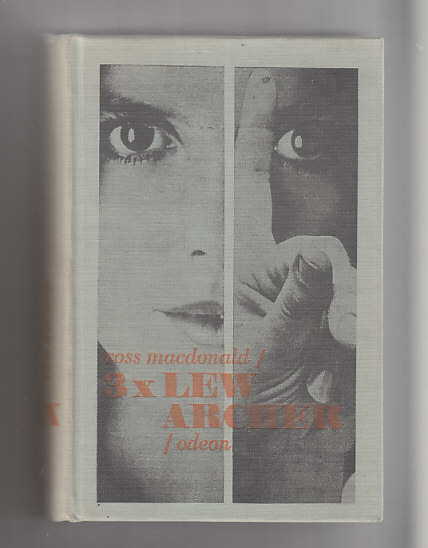 ross macdonald /
3 x LEW
ARCHER
/ odeon